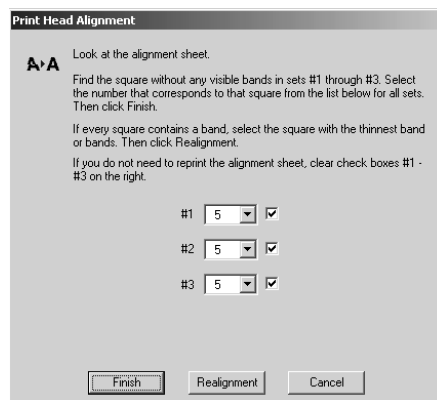 Print Head Alignment
A A
Look at the alignment sheet.
Find the square without any visible bands in sets #1 through #3. Select
the number that corresponds to that square from the list below for all sets.
Then click Finish.
If every square contains a band, select the square with the thinnest band
or bands. Then click Realignment.
If you do not need to reprint the alignment sheet, clear check boxes #1 -
#3 on the right.
#1 5
#2 5
#3 5
Finish Realignment Cancel